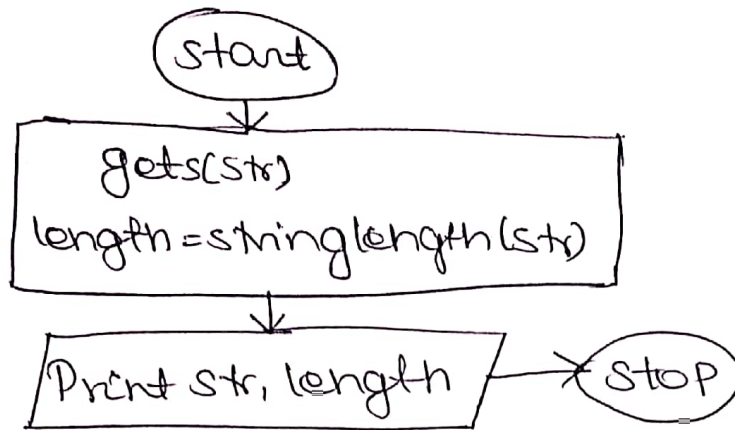 start
gets(str)
length=stringlength(str)
Print str, length
stop